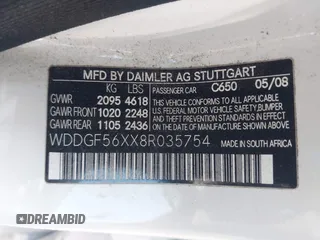 MFD BY DAIMLER AG STUTTGART
KG LBS
PASSENGER CAR C650 05/08
GVWR 2095 4618
GAWR FRONT 1020 2248
GAWR REAR 1105 2436
THIS VEHICLE CONFORMS TO ALL
APPLICABLE U.S. FEDERAL MOTOR
VEHICLE SAFETY, BUMPER,
AND THEFT PREVENTION
STANDARDS IN EFFECT ON THE DATE
OF MANUFACTURE SHOWN ABOVE
WDDGF56XX8R035754
MADE IN SOUTH AFRICA
DID.BID